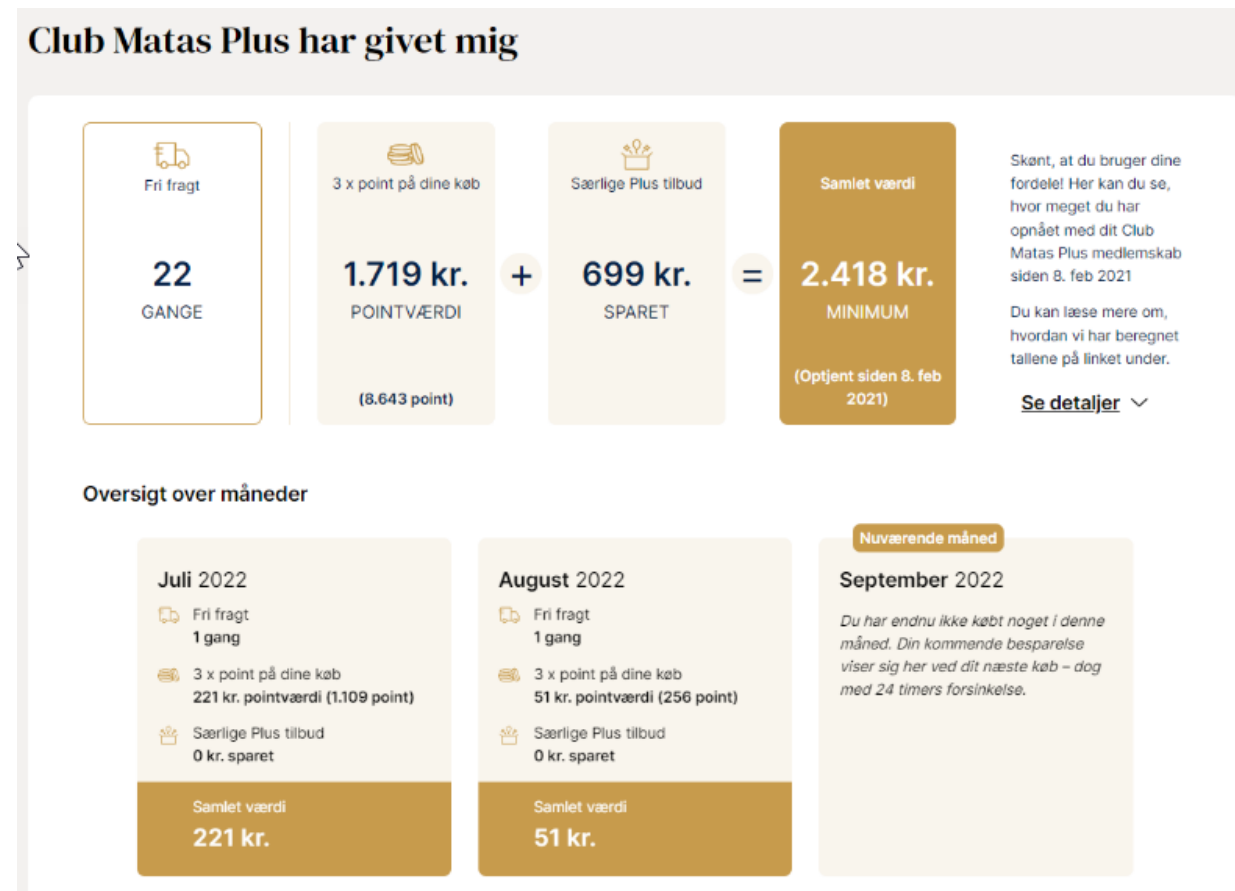 Club Matas Plus har givet mig
Fri fragt
22
GANGE
3 x point på dine køb
1.719 kr.
POINTVÆRDI
(8.643 point)
+
Særlige Plus tilbud
699 kr.
SPARET
=
Samlet værdi
2.418 kr.
MINIMUM
(Optjent siden 8. feb
2021)
Skønt, at du bruger dine
fordele! Her kan du se,
hvor meget du har
opnået med dit Club
Matas Plus medlemskab
siden 8. feb 2021
Du kan læse mere om,
hvordan vi har beregnet
tallene på linket under.
Se detaljer
Oversigt over måneder
Juli 2022
Fri fragt
1 gang
3 x point på dine køb
221 kr. pointværdi (1.109 point)
Særlige Plus tilbud
0 kr. sparet
Samlet værdi
221 kr.
August 2022
Fri fragt
1 gang
3 x point på dine køb
51 kr. pointværdi (256 point)
Særlige Plus tilbud
0 kr. sparet
Samlet værdi
51 kr.
Nuværende måned
September 2022
Du har endnu ikke købt noget i denne
måned. Din kommende besparelse
viser sig her ved dit næste køb – dog
med 24 timers forsinkelse.